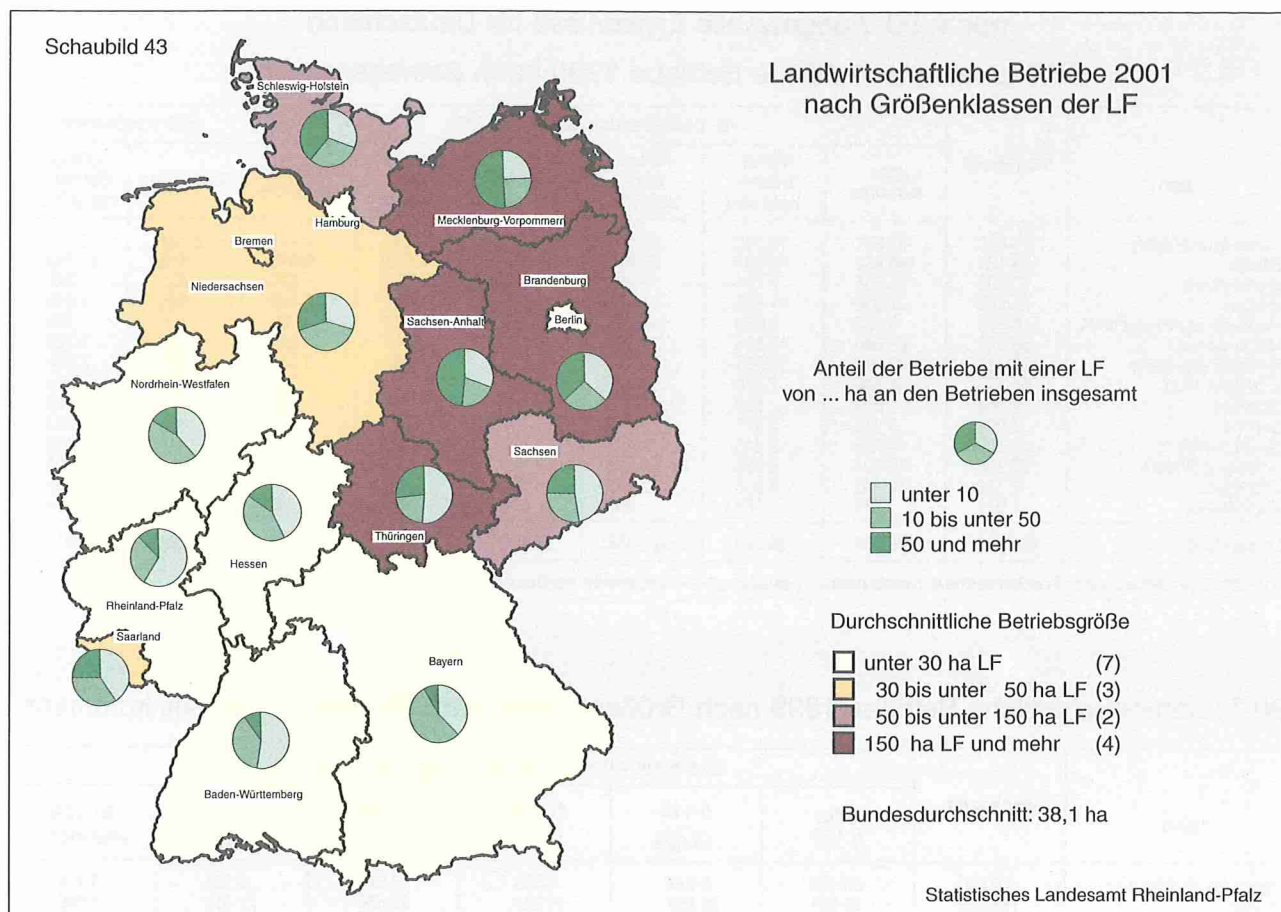 Schaubild 43
Landwirtschaftliche Betriebe 2001
nach Größenklassen der LF
Schleswig-Holstein
Hamburg
Mecklenburg-Vorpommern
Bremen
Niedersachsen
Brandenburg
Sachsen-Anhalt
Berlin
Nordrhein-Westfalen
Sachsen
Thüringen
Hessen
Rheinland-Pfalz
Saarland
Bayern
Baden-Württemberg
Anteil der Betriebe mit einer LF
von ... ha an den Betrieben insgesamt
unter 10
10 bis unter 50
50 und mehr
Durchschnittliche Betriebsgröße
unter 30 ha LF (7)
30 bis unter 50 ha LF (3)
50 bis unter 150 ha LF (2)
150 ha LF und mehr (4)
Bundesdurchschnitt: 38,1 ha
Statistisches Landesamt Rheinland-Pfalz